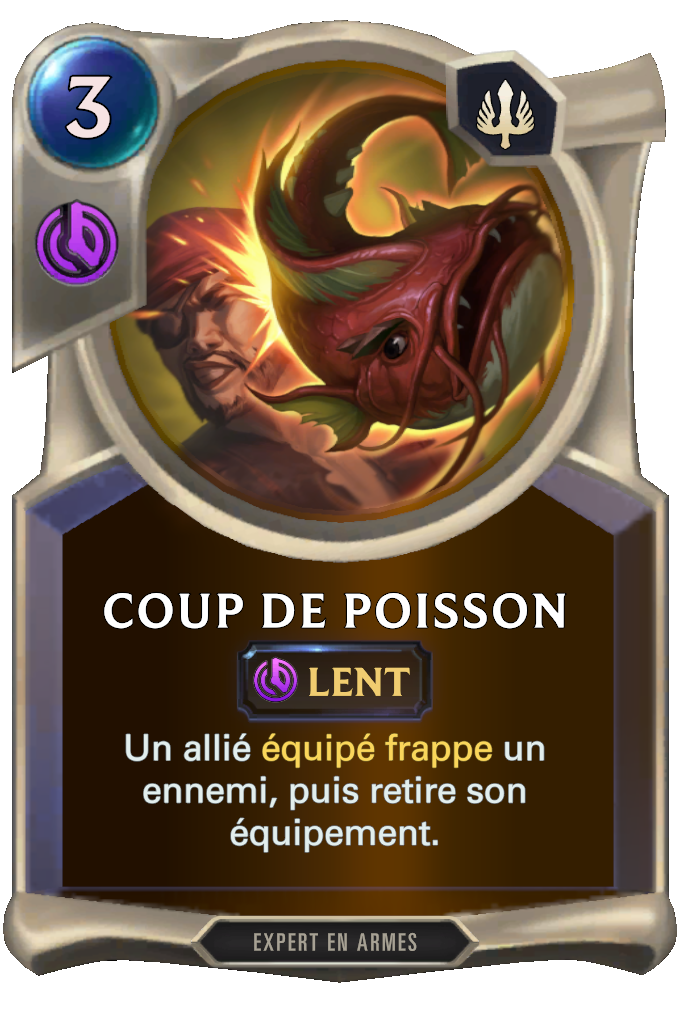 3
COUP DE POISSON
LENT
Un allié équipé frappe un
ennemi, puis retire son
équipement.
EXPERT EN ARMES